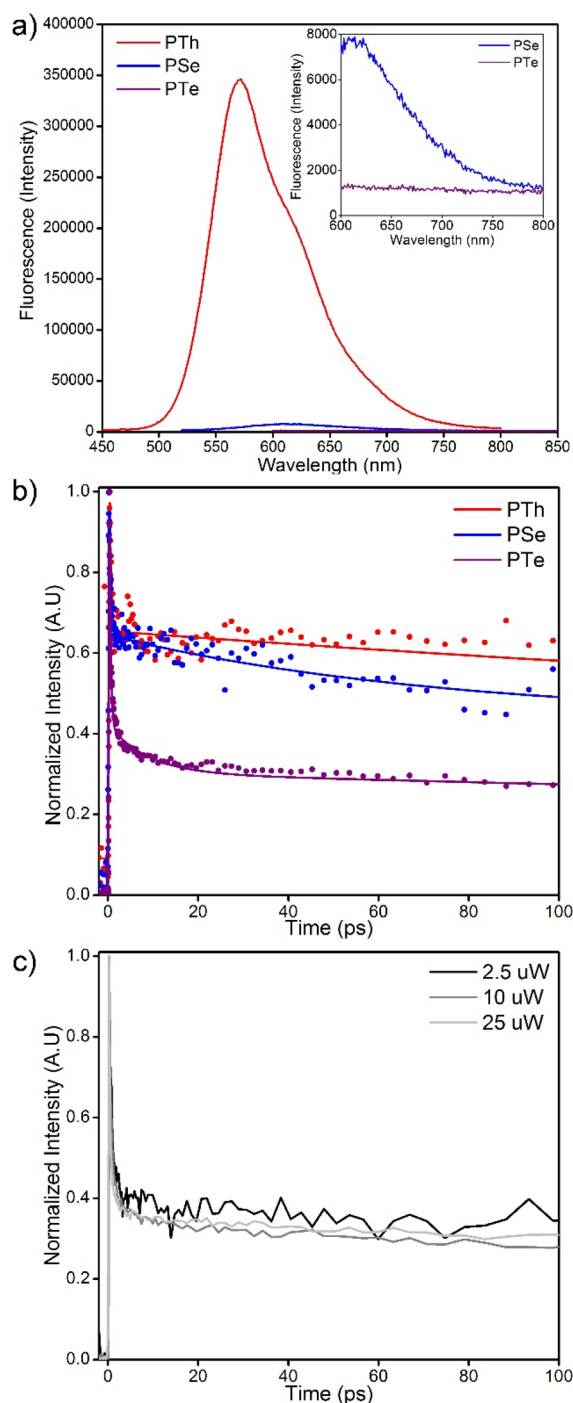 a)
400000
350000
300000
250000
200000
150000
100000
50000
0
Fluorescence (Intensity)
PTh
PSe
PTe
8000
6000
4000
2000
0
Fluorescence (Intensity)
PSe
PTe
600 650 700 750 800
Wavelength (nm)
450 500 550 600 650 700 750 800 850
Wavelength (nm)
b)
1.0
0.8
0.6
0.4
0.2
0.0
Normalized Intensity (A.U)
PTh
PSe
PTe
0 20 40 60 80 100
Time (ps)
c)
1.0
0.8
0.6
0.4
0.2
0.0
Normalized Intensity (A.U)
2.5 uW
10 uW
25 uW
0 20 40 60 80 100
Time (ps)